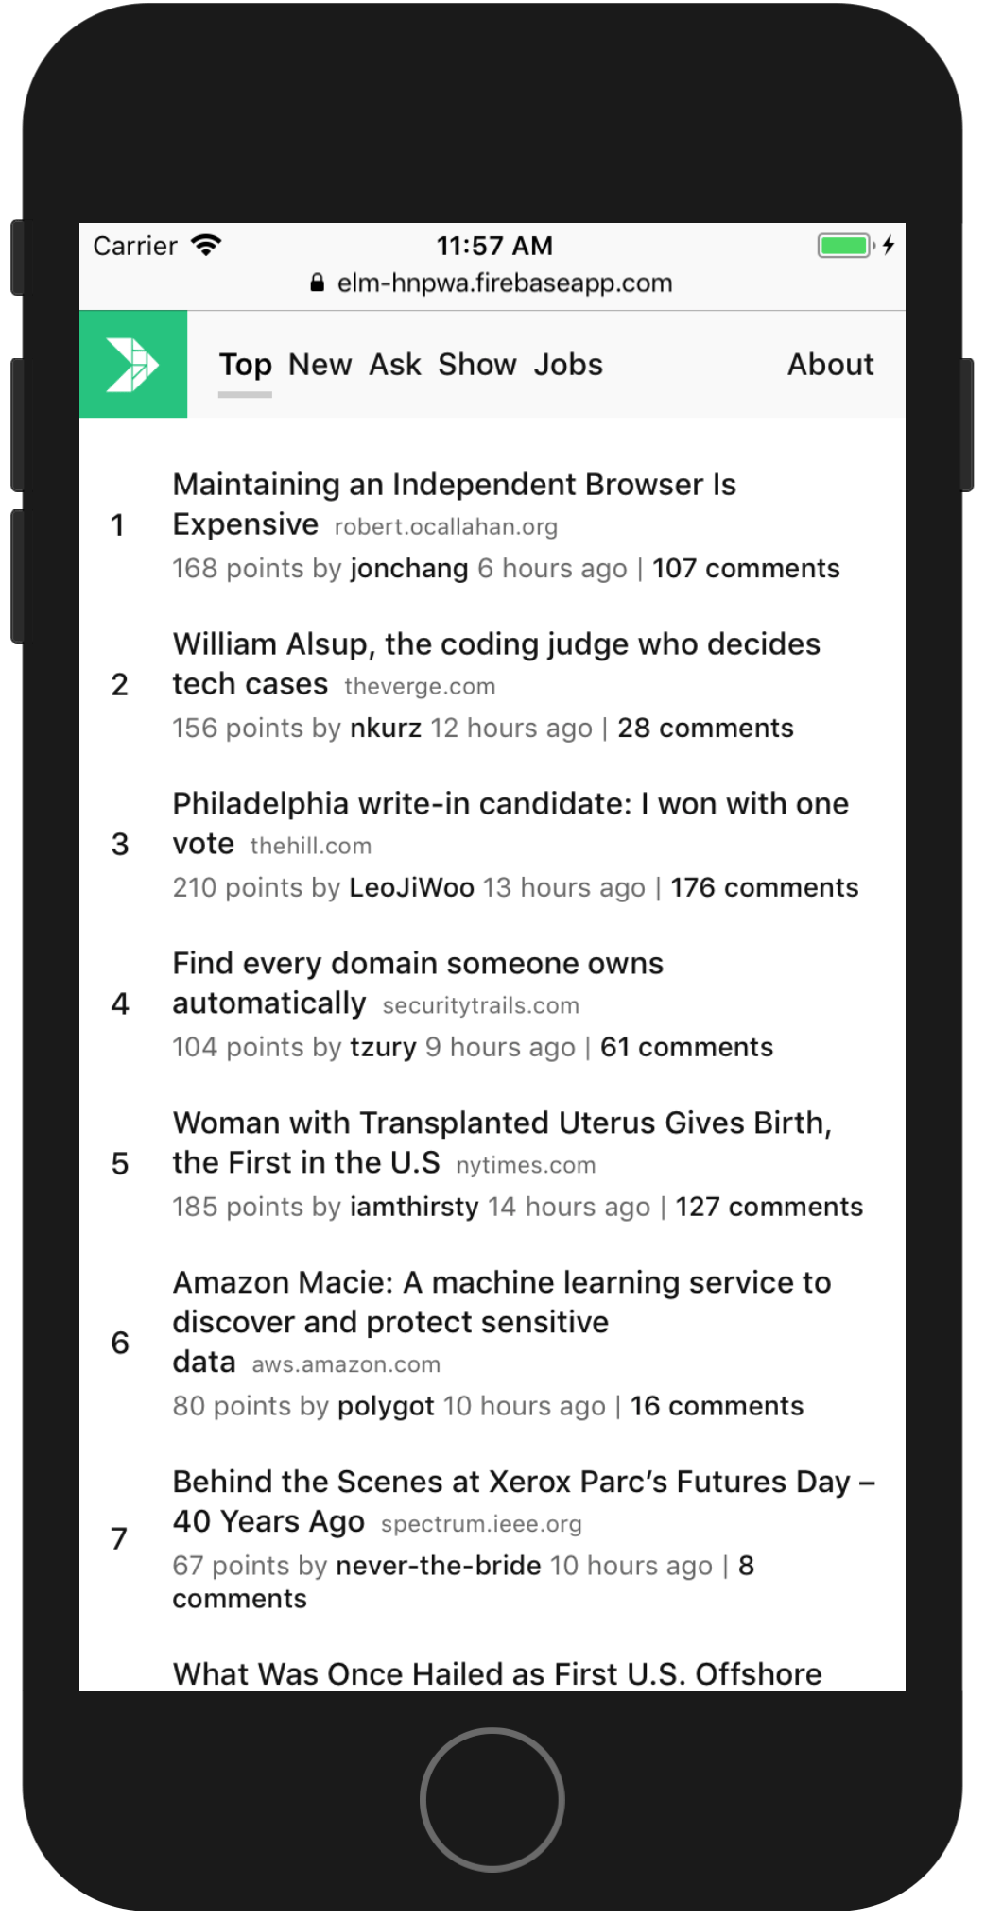 Carrier 11:57 AM
elm-hnpwa.firebaseapp.com
Top New Ask Show Jobs About
Maintaining an Independent Browser Is
1 Expensive robert.ocallahan.org
168 points by jonchang 6 hours ago | 107 comments
William Alsup, the coding judge who decides
2 tech cases theverge.com
156 points by nkurz 12 hours ago | 28 comments
Philadelphia write-in candidate: I won with one
3 vote thehill.com
210 points by LeoJiWoo 13 hours ago | 176 comments
Find every domain someone owns
4 automatically securitytrails.com
104 points by tzury 9 hours ago | 61 comments
Woman with Transplanted Uterus Gives Birth,
5 the First in the U.S nytimes.com
185 points by iamthirsty 14 hours ago | 127 comments
Amazon Macie: A machine learning service to
discover and protect sensitive
6
data aws.amazon.com
80 points by polygot 10 hours ago | 16 comments
Behind the Scenes at Xerox Parc’s Futures Day –
40 Years Ago spectrum.ieee.org
7
67 points by never-the-bride 10 hours ago | 8
comments
What Was Once Hailed as First U.S. Offshore